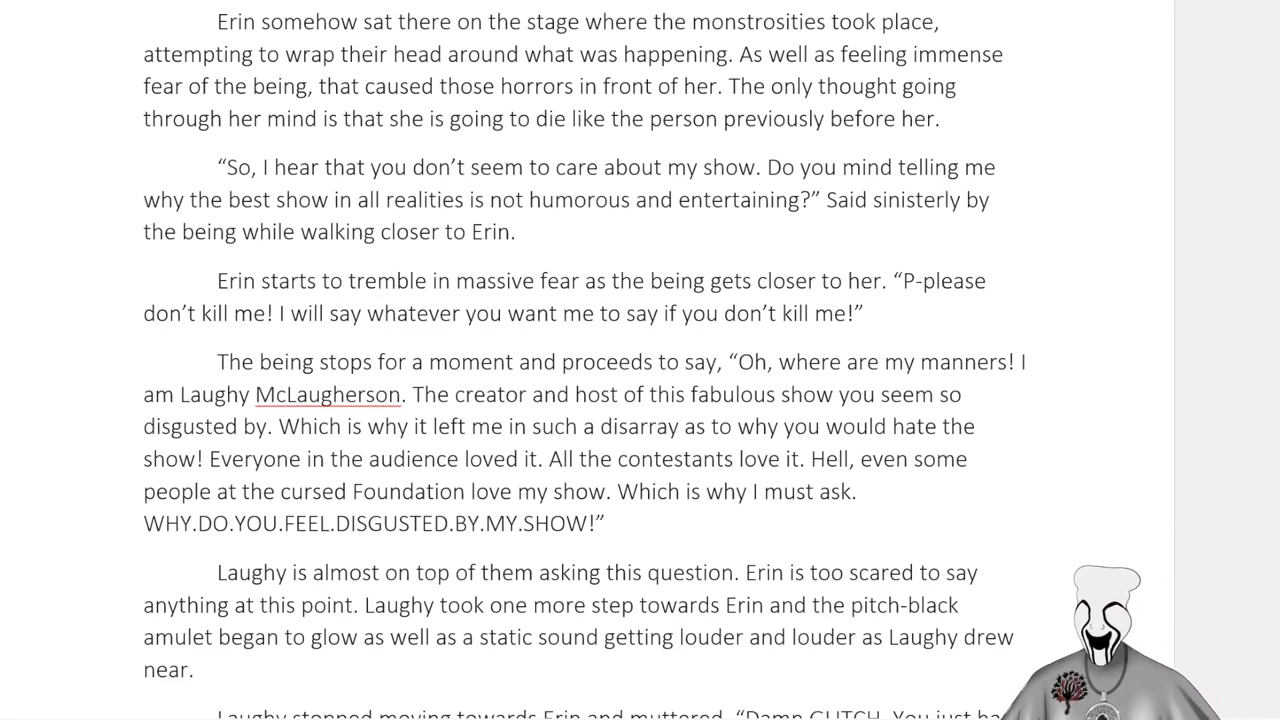 Erin somehow sat there on the stage where the monstrosities took place,
attempting to wrap their head around what was happening. As well as feeling immense
fear of the being, that caused those horrors in front of her. The only thought going
through her mind is that she is going to die like the person previously before her.
“So, I hear that you don’t seem to care about my show. Do you mind telling me
why the best show in all realities is not humorous and entertaining?” Said sinisterly by
the being while walking closer to Erin.
Erin starts to tremble in massive fear as the being gets closer to her. “P-please
don’t kill me! I will say whatever you want me to say if you don’t kill me!”
The being stops for a moment and proceeds to say, “Oh, where are my manners! I
am Laughy McLaugherson. The creator and host of this fabulous show you seem so
disgusted by. Which is why it left me in such a disarray as to why you would hate the
show! Everyone in the audience loved it. All the contestants love it. Hell, even some
people at the cursed Foundation love my show. Which is why I must ask.
WHY.DO.YOU.FEEL.DISGUSTED.BY.MY.SHOW!”
Laughy is almost on top of them asking this question. Erin is too scared to say
anything at this point. Laughy took one more step towards Erin and the pitch-black
amulet began to glow as well as a static sound getting louder and louder as Laughy drew
near.
Laughy stopped moving towards Erin and muttered, “Damn GLITCH. You just